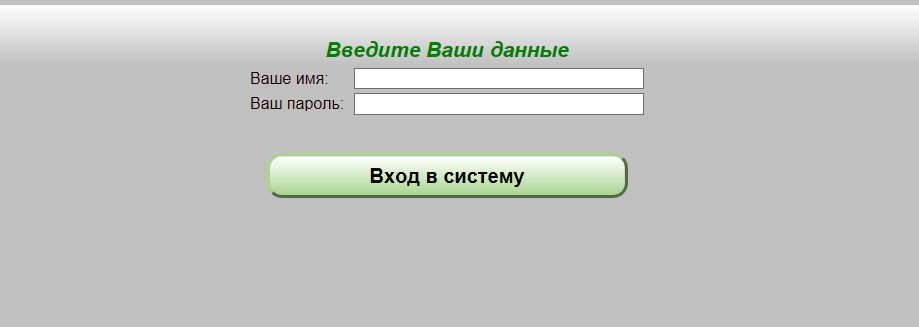 Введите Ваши данные
Ваше имя:
Ваш пароль:
Вход в систему